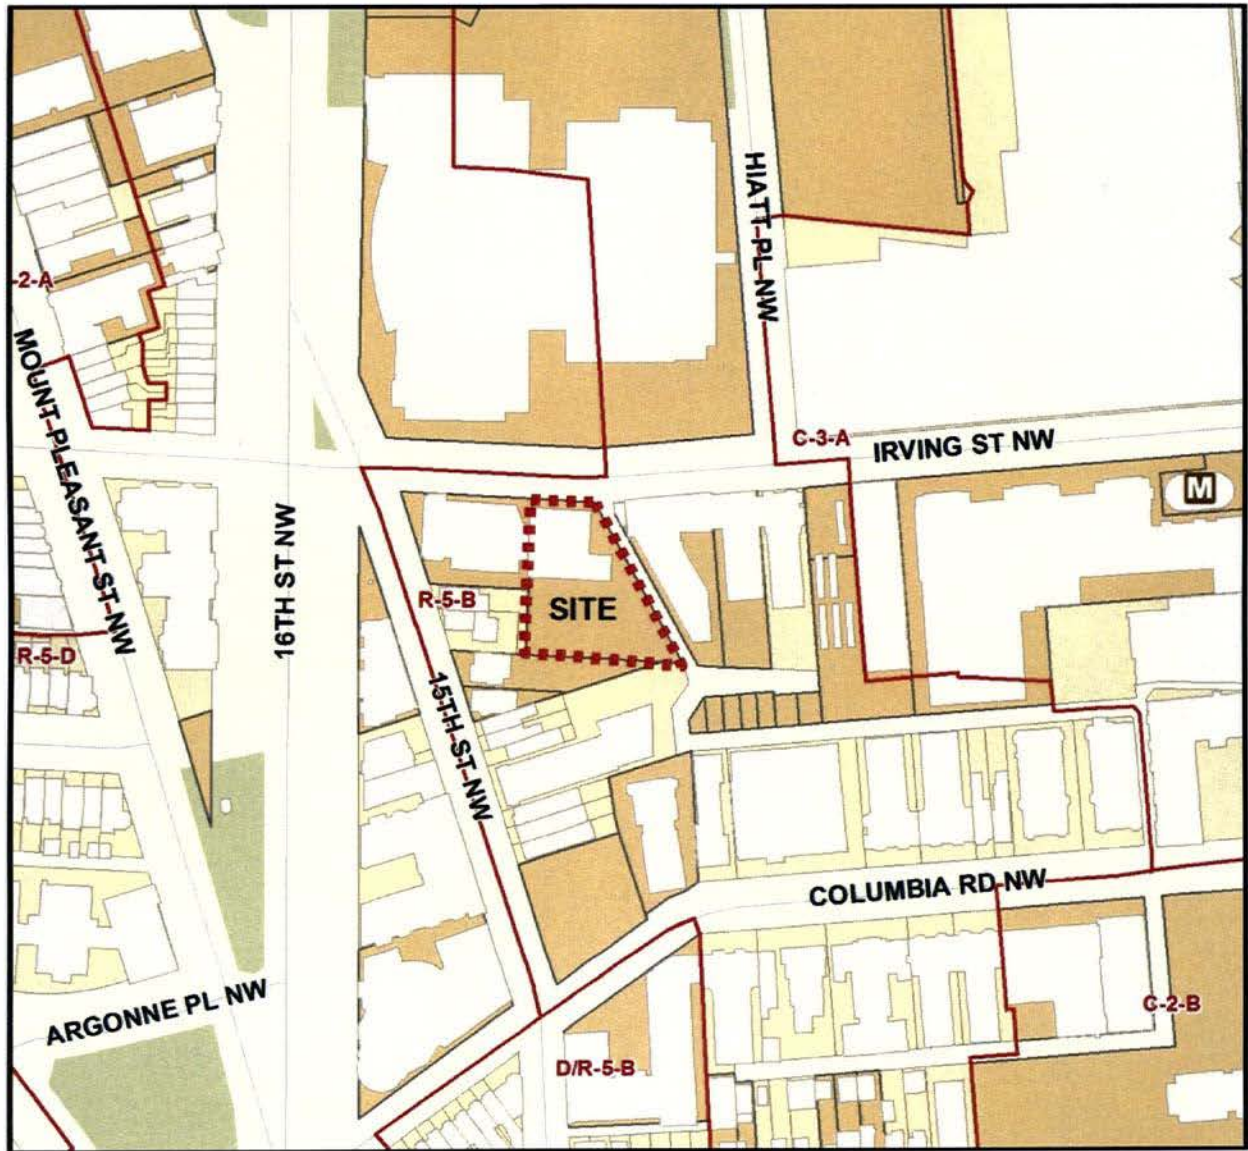 HIATT PL NW
-2-A
MOUNT PLEASANT ST NW
C-3-A
IRVING ST NW
M
16TH ST NW
R-5-B
SITE
R-5-D
15TH ST NW
COLUMBIA RD NW
ARGONNE PL NW
C-2-B
D/R-5-B